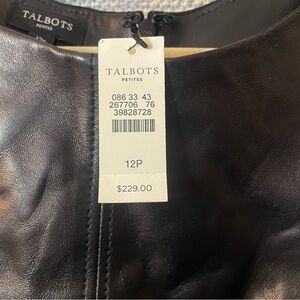 TALBOTS
PETITES
TALBOTS
PETITES
086 33 43
267706 76
39828728
12P
$229.00